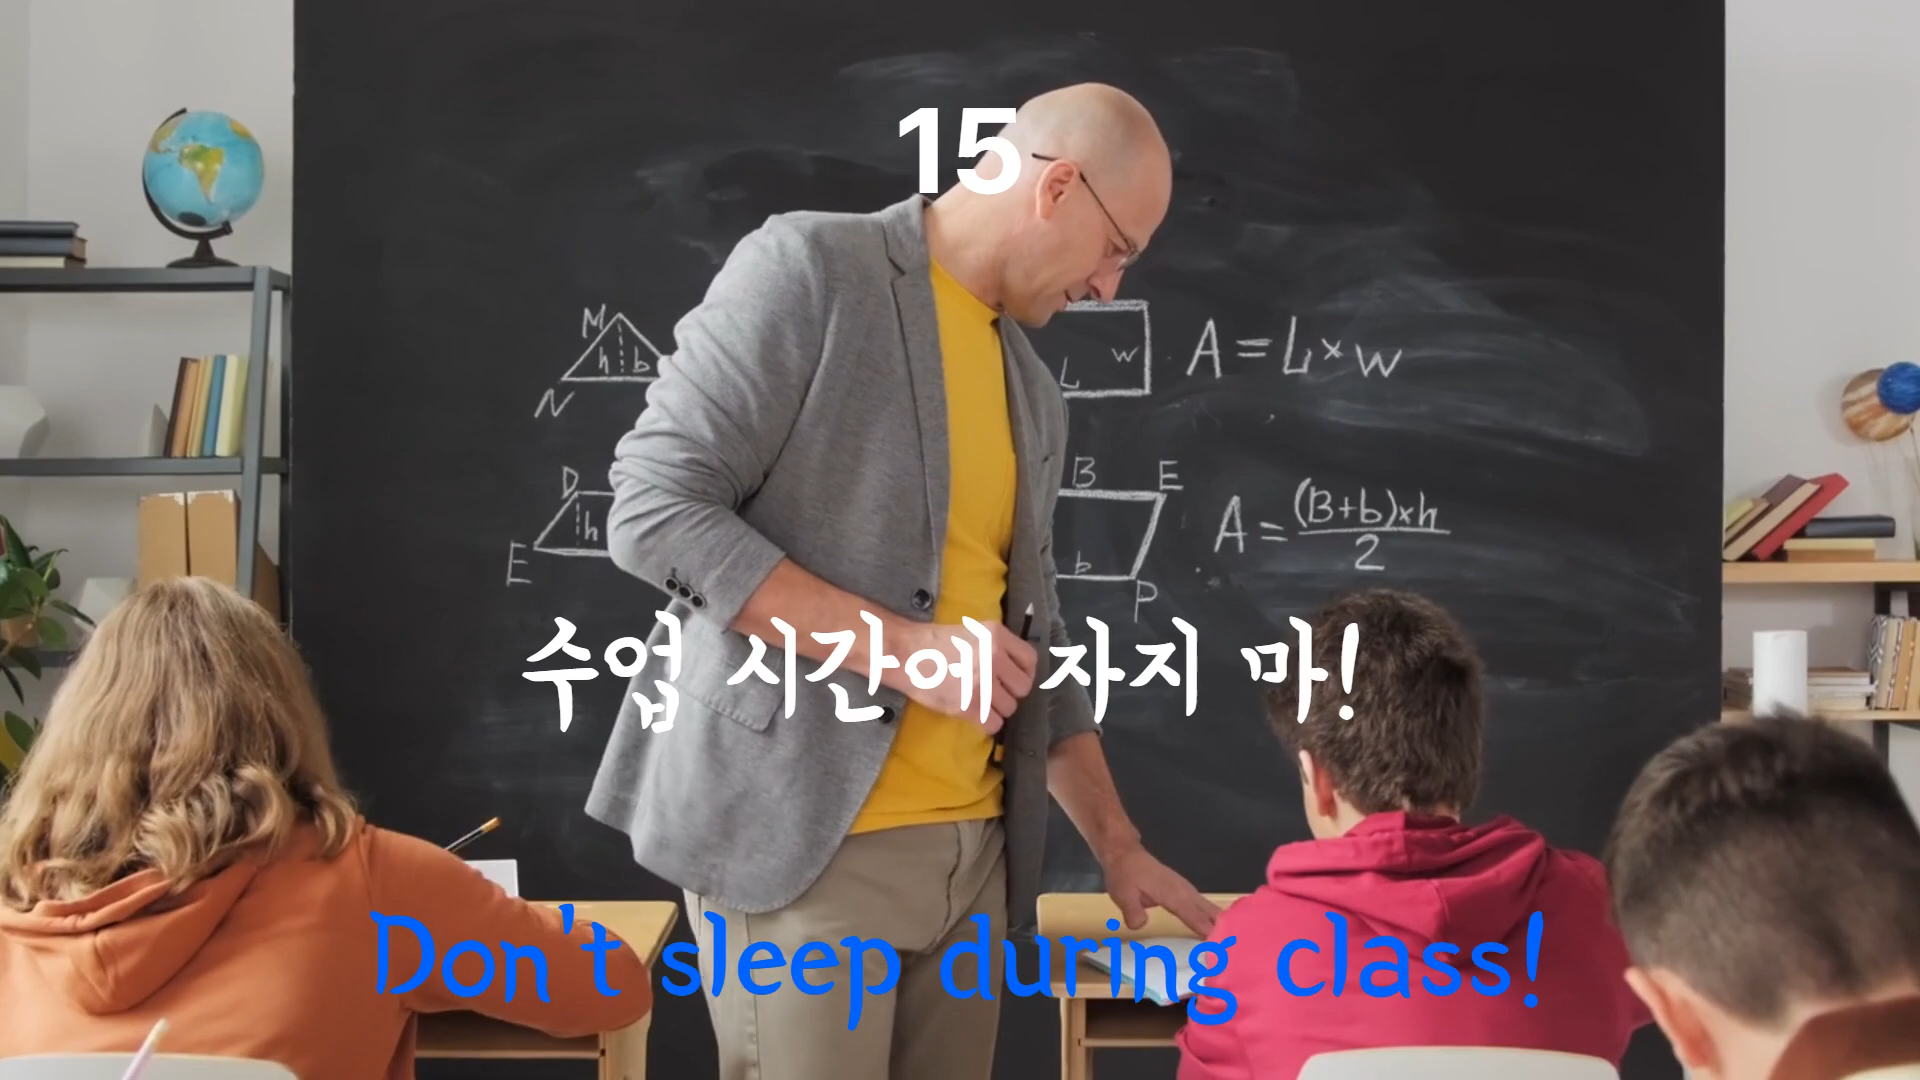 15
M
h b
N
L w
A = L × w
D
h
E
B E
b
P
A = (B+b)×h
2
수업 시간에 자지 마!
Don't sleep during class!